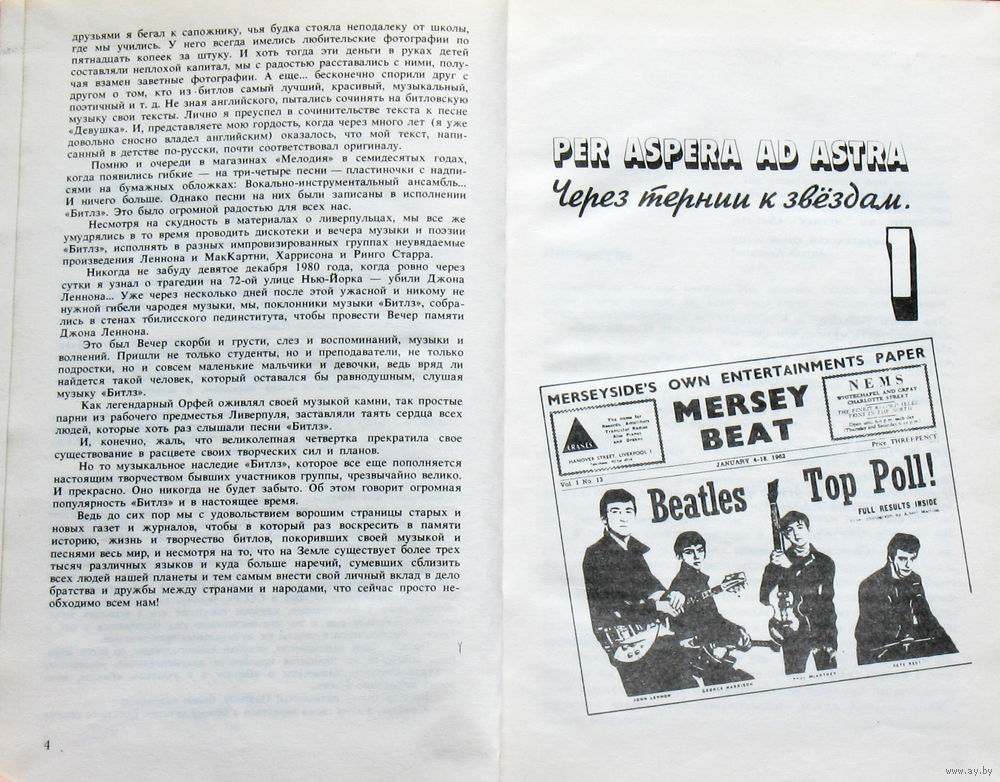 друзьями я бегал к сапожнику, чья будка стояла неподалеку от школы,
где мы учились. У него всегда имелись любительские фотографии по
пятнадцать копеек за штуку. И хоть тогда эти деньги в руках детей
составляли неплохой капитал, мы с радостью расставались с ними, полу-
чая взамен заветные фотографии. А еще... бесконечно спорили друг с
другом о том, кто из битлов самый лучший, красивый, музыкальный,
поэтичный и т. д. Не зная английского, пытались сочинять на битловскую
музыку свои тексты. Лично я преуспел в сочинительстве текста к песне
«Девушка». И, представляете мою гордость, когда через много лет (я уже
довольно сносно владел английским) оказалось, что мой текст, напи-
санный в детстве по-русски, почти соответствовал оригиналу.
Помню и очереди в магазинах «Мелодия» в семидесятых годах,
когда появились гибкие — на три-четыре песни — пластиночки с надпи-
сями на бумажных обложках: Вокально-инструментальный ансамбль...
И ничего больше. Однако песни на них были записаны в исполнении
«Битлз». Это было огромной радостью для всех нас.
Несмотря на скудность в материалах о ливерпульцах, мы все же
умудрялись в то время проводить дискотеки и вечера музыки и поэзии
«Битлз», исполнять в разных импровизированных группах неувядаемые
произведения Леннона и МакКартни, Харрисона и Ринго Старра.
Никогда не забуду девятое декабря 1980 года, когда ровно через
сутки я узнал о трагедии на 72-ой улице Нью-Йорка — убили Джона
Леннона... Уже через несколько дней после этой ужасной и никому не
нужной гибели чародея музыки, мы, поклонники музыки «Битлз», собра-
лись в стенах тбилисского пединститута, чтобы провести Вечер памяти
Джона Леннона.
Это был Вечер скорби и грусти, слез и воспоминаний, музыки и
волнений. Пришли не только студенты, но и преподаватели, не только
подростки, но и совсем маленькие мальчики и девочки, ведь вряд ли
найдется такой человек, который оставался бы равнодушным, слушая
музыку «Битлз».
Как легендарный Орфей оживлял своей музыкой камни, так простые
парни из рабочего предместья Ливерпуля, заставляли таять сердца всех
людей, которые хоть раз слышали песни «Битлз».
И, конечно, жаль, что великолепная четверка прекратила свое
существование в расцвете своих творческих сил и планов.
Но то музыкальное наследие «Битлз», которое все еще пополняется
настоящим творчеством бывших участников группы, чрезвычайно велико.
И прекрасно. Оно никогда не будет забыто. Об этом говорит огромная
популярность «Битлз» и в настоящее время.
Ведь до сих пор мы с удовольствием ворошим страницы старых и
новых газет и журналов, чтобы в который раз воскресить в памяти
историю, жизнь и творчество битлов, покоривших своей музыкой и
песнями весь мир, и несмотря на то, что на Земле существует более трех
тысяч различных языков и куда больше наречий, сумевших сблизить
всех людей нашей планеты и тем самым внести свой личный вклад в дело
братства и дружбы между странами и народами, что сейчас просто не-
обходимо всем нам!
4
PER ASPERA AD ASTRA
Через тернии к звёздам.
1
MERSEYSIDE'S OWN ENTERTAINMENTS PAPER
CRANES
The name for
Records, Amplifiers
Transistor Radios
Also Pianos
and Organs
HANOVER STREET, LIVERPOOL 1
MERSEY
BEAT
NEMS
WHITECHAPEL AND GREAT
CHARLOTTE STREET
THE FINEST RECORD SELEC
TIONS IN THE NORTH
Vol. 1 No. 13
JANUARY 4-18, 1962
Price THREEPENCE
Beatles
Top Poll!
FULL RESULTS INSIDE
JOHN LENNON
GEORGE HARRISON
PAUL McARTNEY
PETE BEST
www.ay.by